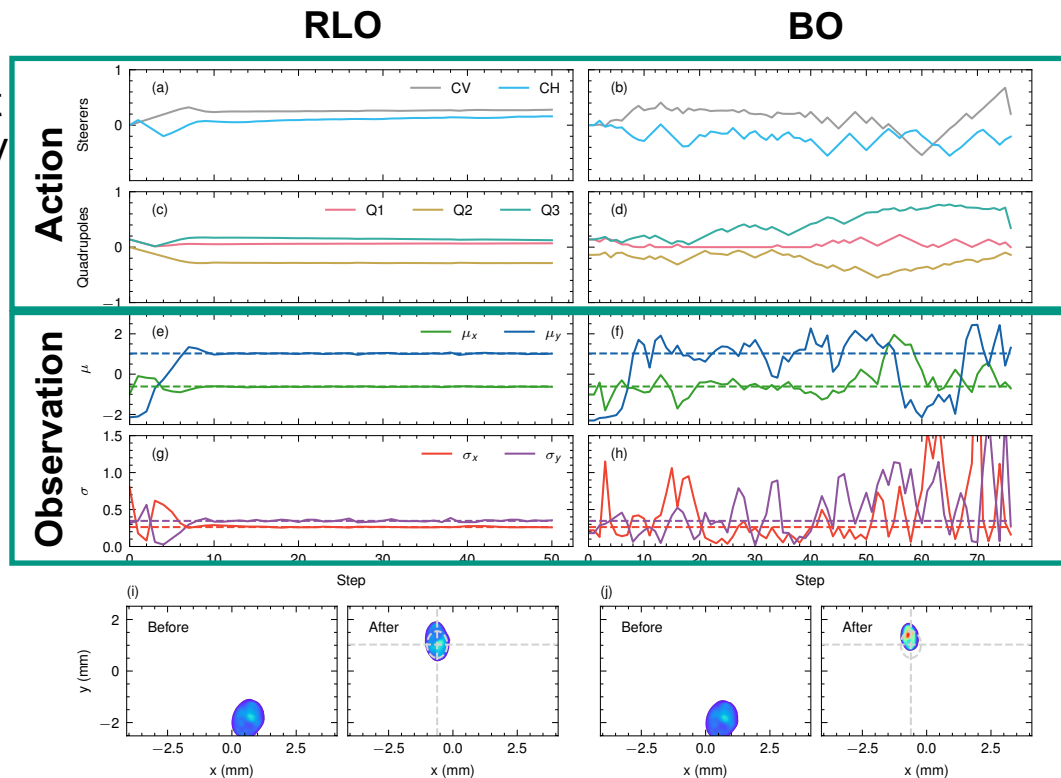 RLO BO
Action
Observation
(a) CV CH
(b)
Steerers
1
0
(c) Q1 Q2 Q3
(d)
Quadrupoles
1
0
−1
(e) μx μy
(f)
μ
2
0
−2
(g) σx σy
(h)
σ
1.5
1.0
0.5
0.0
0 10 20 30 40 50
0 10 20 30 40 50 60 70
Step Step
(i) (j)
Before After Before After
y (mm)
2
0
−2
−2.5 0.0 2.5 −2.5 0.0 2.5 −2.5 0.0 2.5 −2.5 0.0 2.5
x (mm) x (mm) x (mm) x (mm)